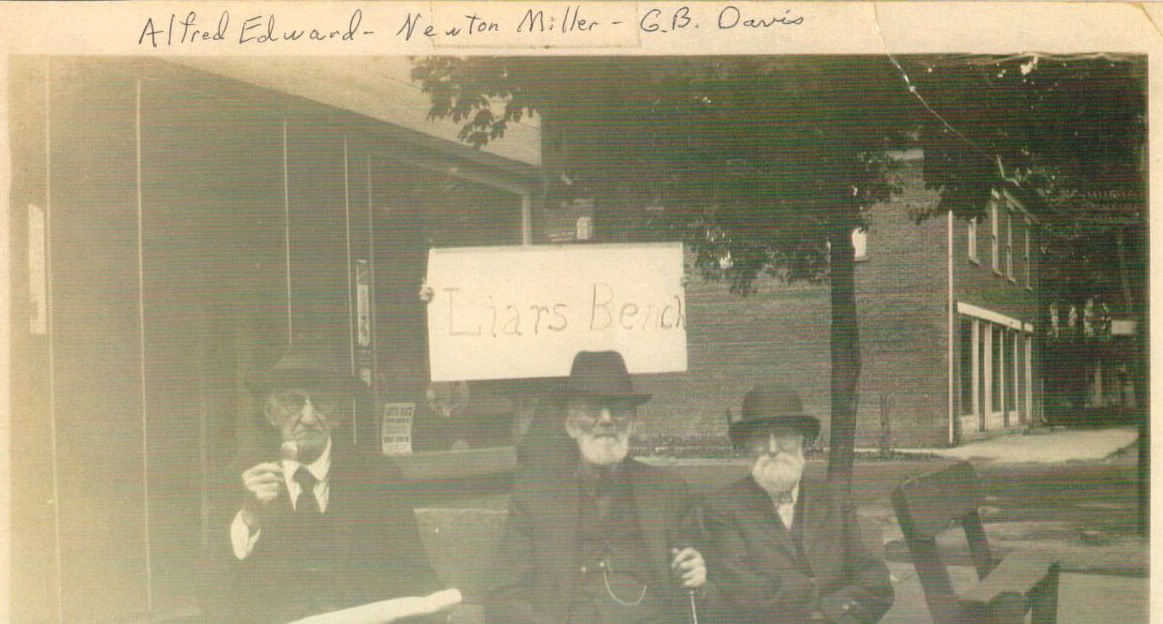 Alfred Edward- Newton Miller - G.B. Davis
Liars Bench